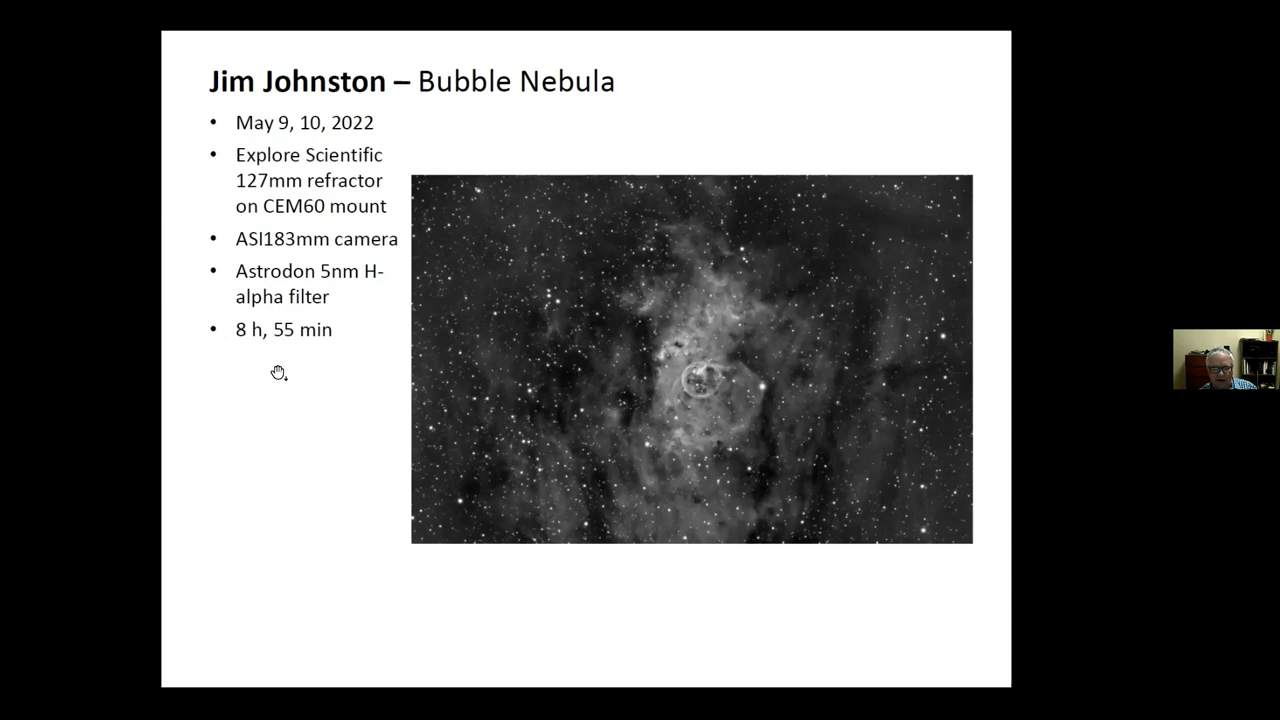 Jim Johnston – Bubble Nebula
• May 9, 10, 2022
• Explore Scientific
127mm refractor
on CEM60 mount
• ASI183mm camera
• Astrodon 5nm H-
alpha filter
• 8 h, 55 min